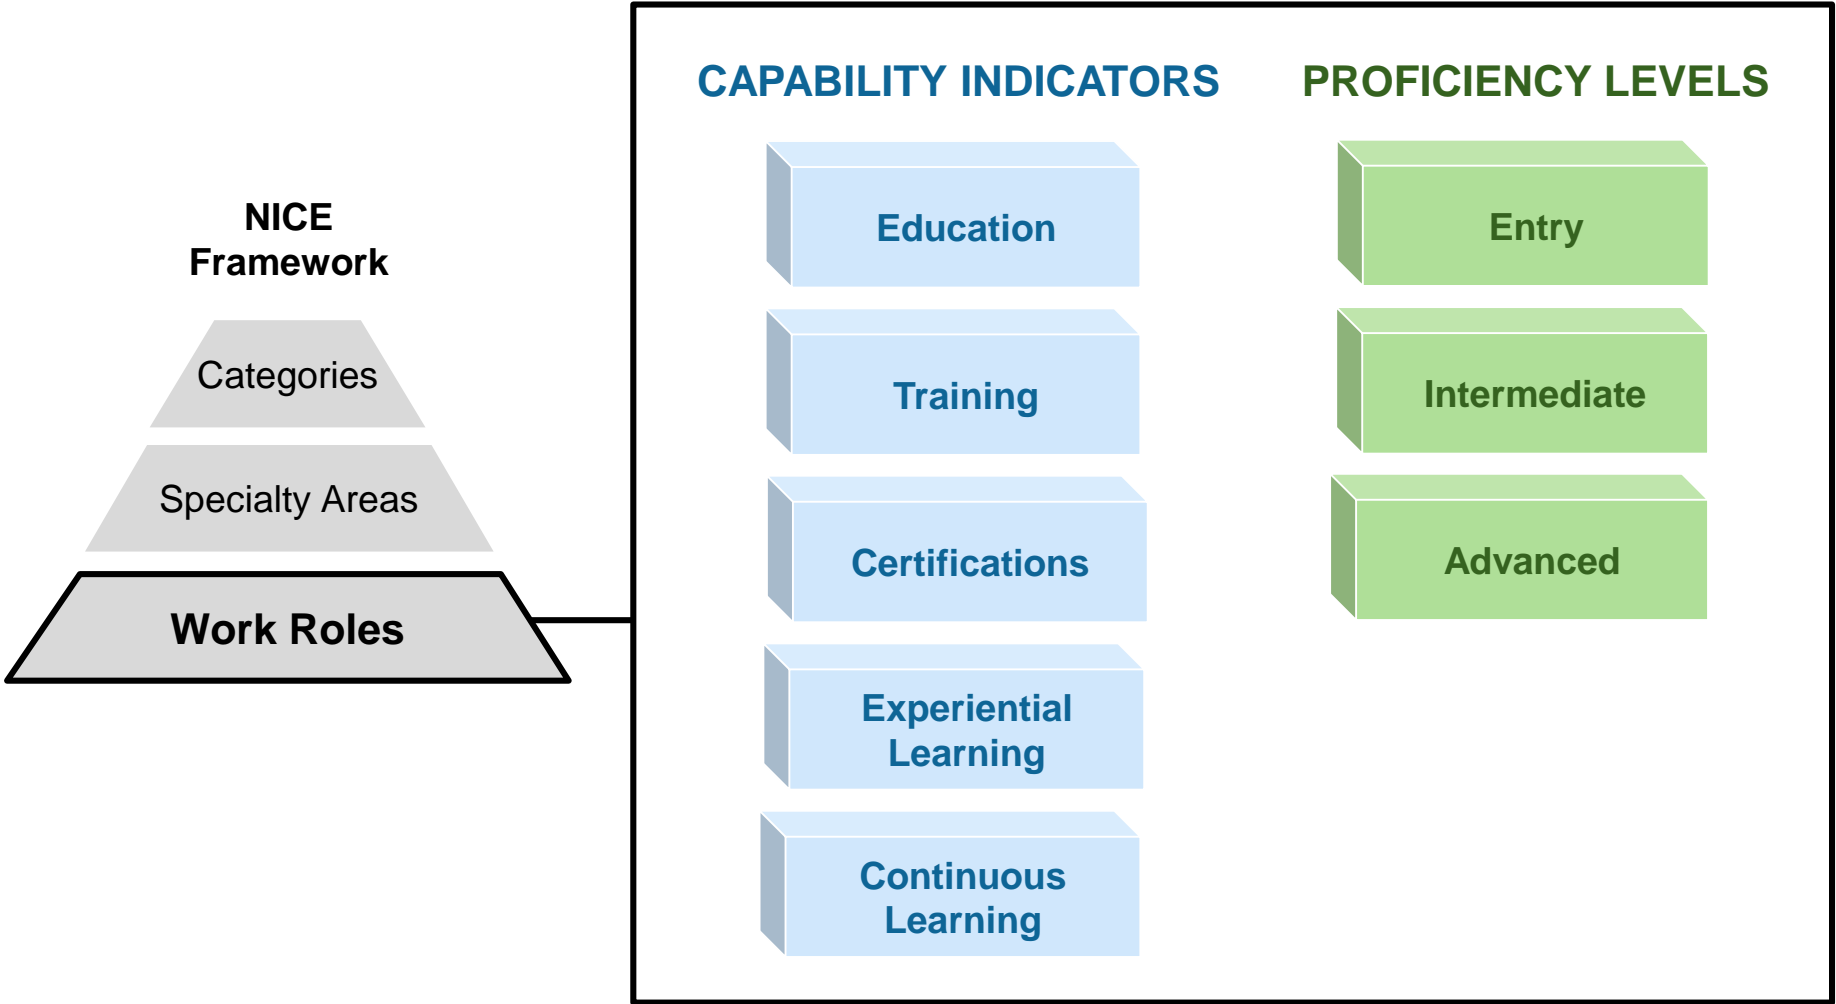 NICE
Framework
Categories
Specialty Areas
Work Roles
CAPABILITY INDICATORS
Education
Training
Certifications
Experiential
Learning
Continuous
Learning
PROFICIENCY LEVELS
Entry
Intermediate
Advanced